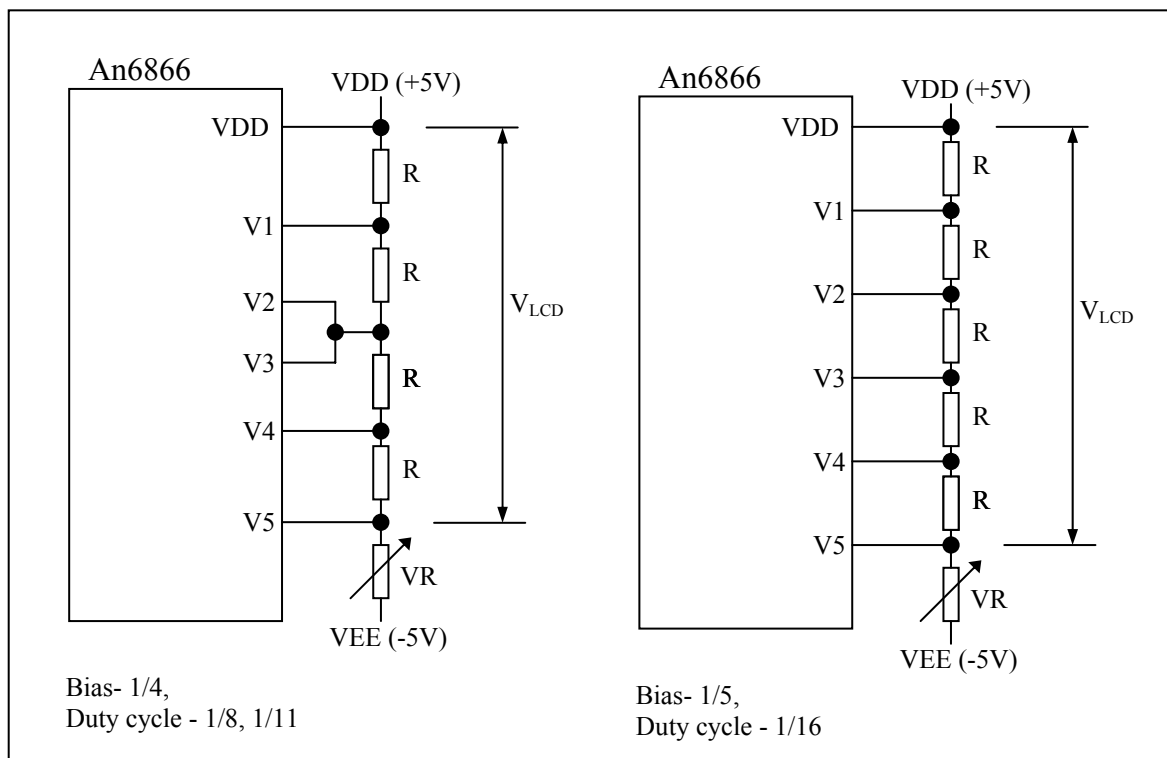 An6866
VDD (+5V)
VDD
R
V1
R
V2
V_LCD
V3
R
V4
R
V5
VR
VEE (-5V)
Bias- 1/4,
Duty cycle - 1/8, 1/11
An6866
VDD (+5V)
VDD
R
V1
R
V2
V_LCD
R
V3
R
V4
R
V5
VR
VEE (-5V)
Bias- 1/5,
Duty cycle - 1/16